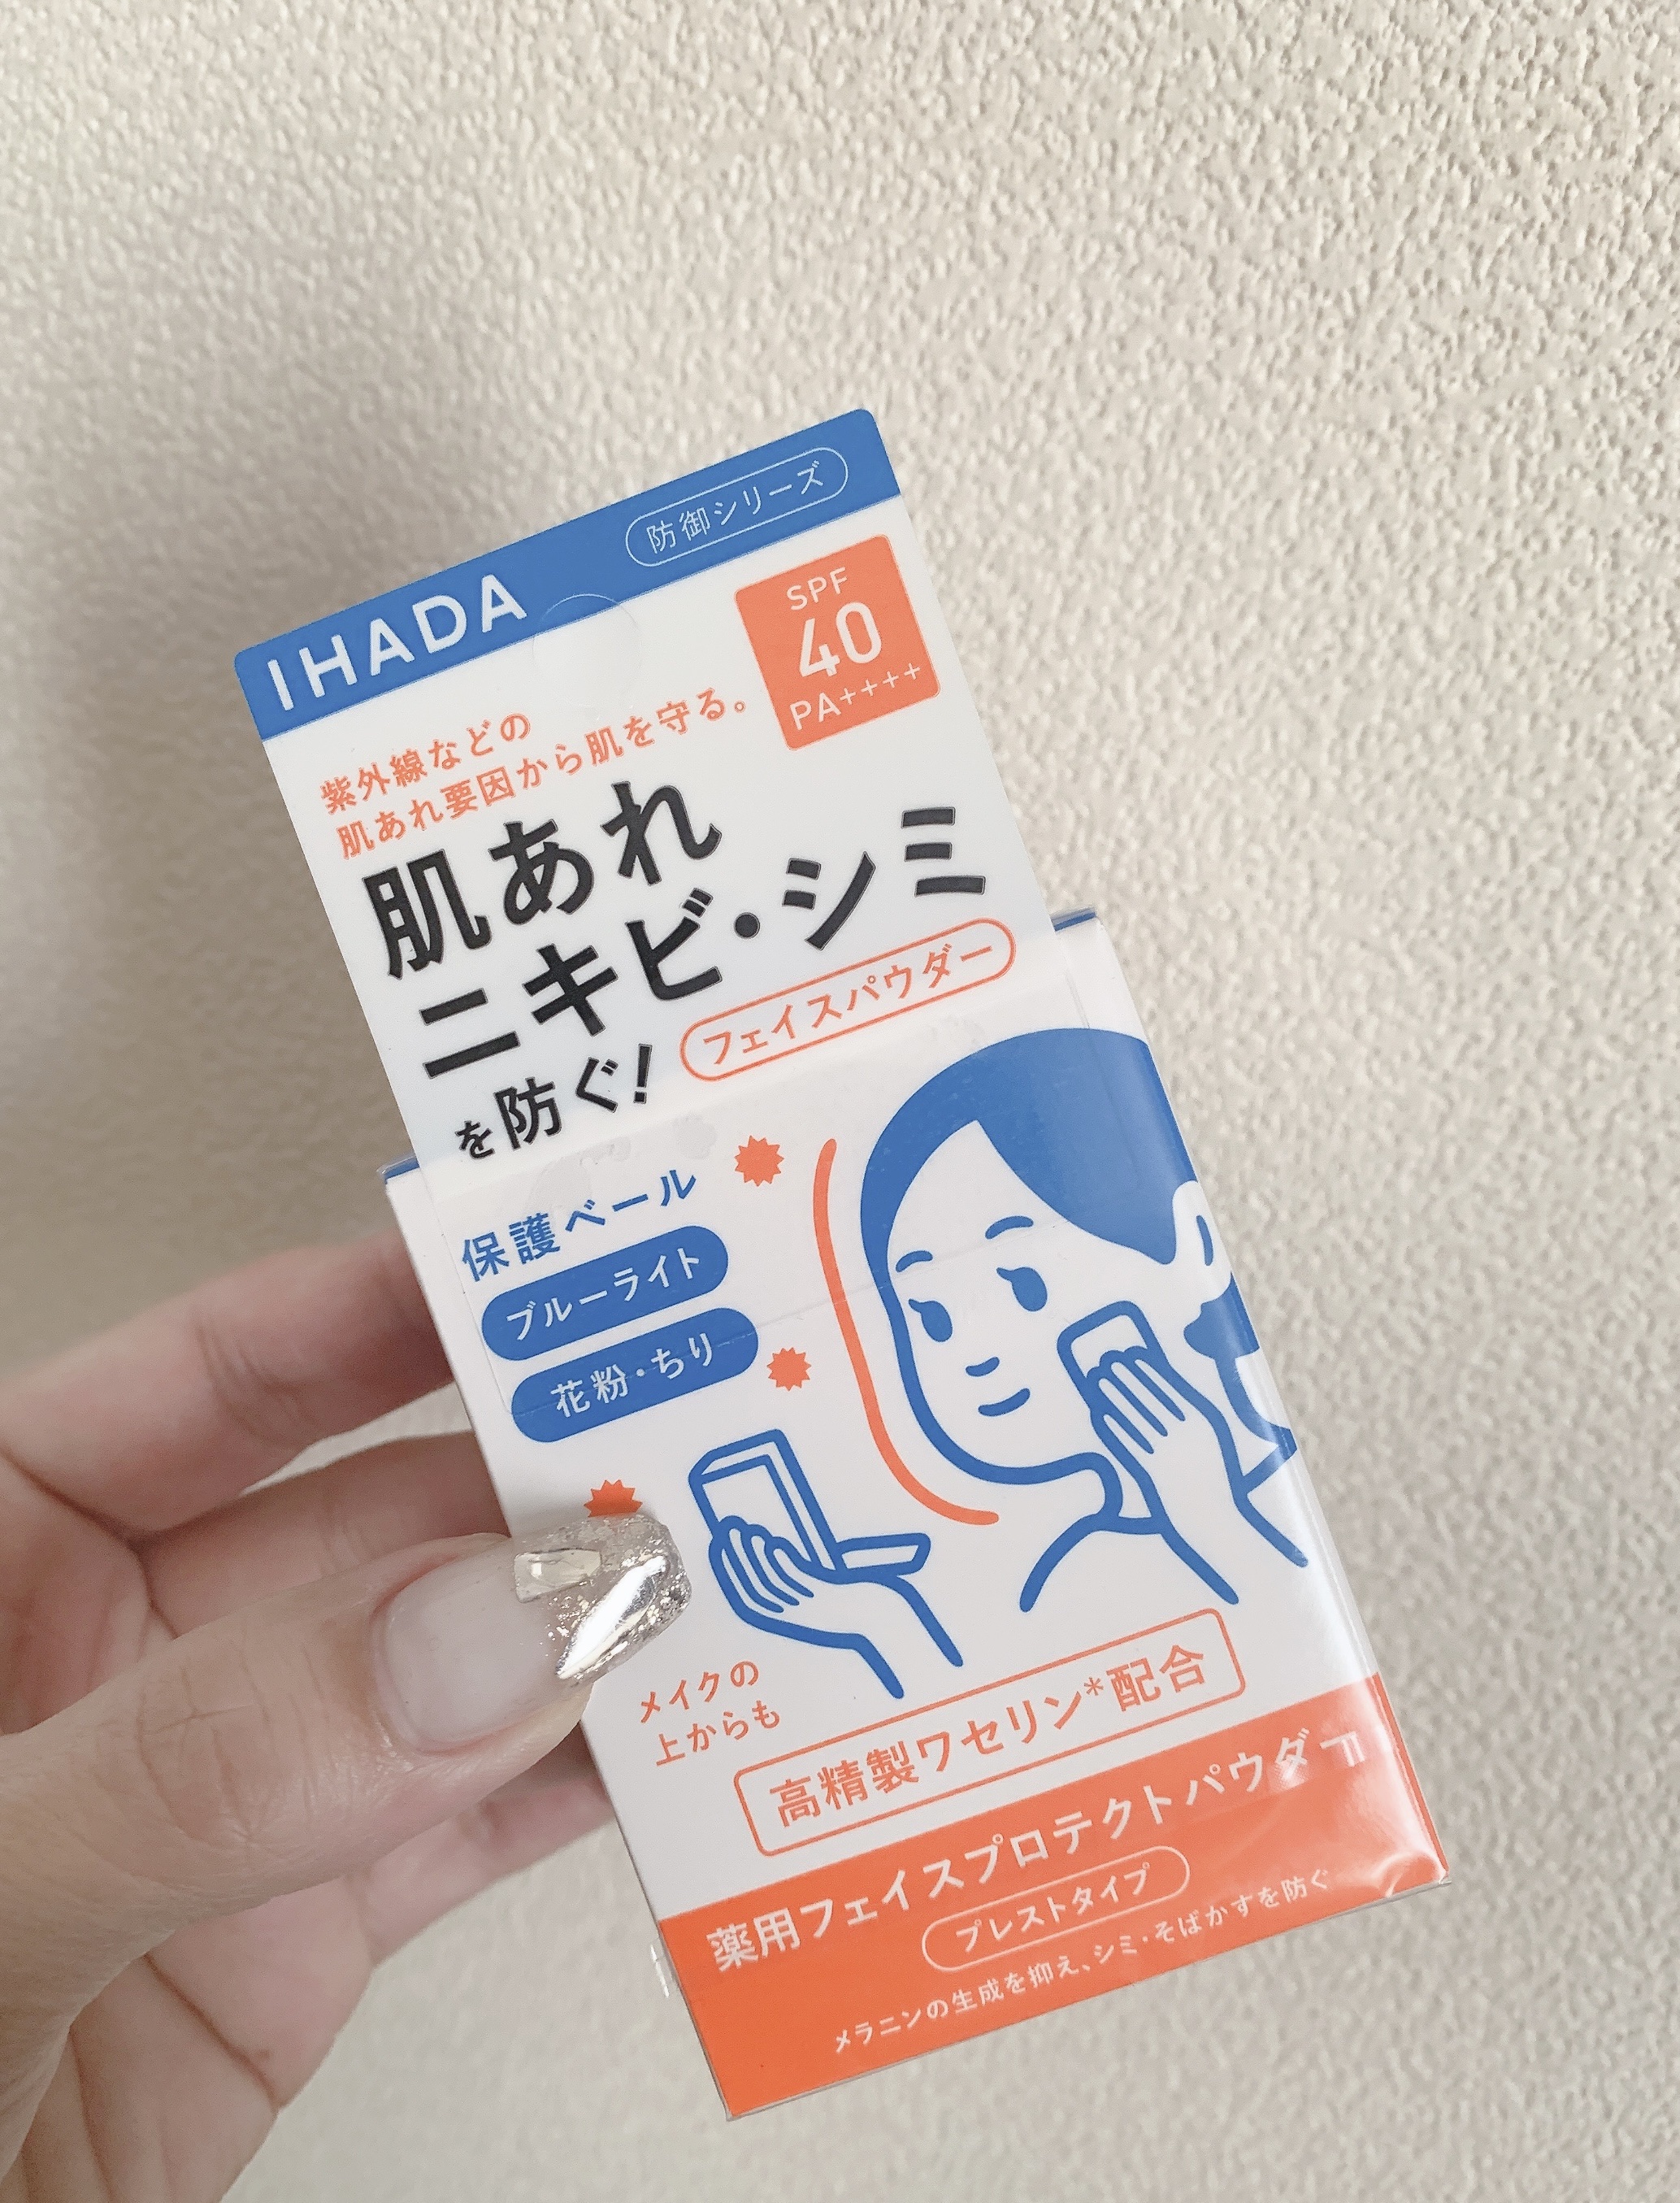 IHADA
防御シリーズ
SPF
40
PA++++
紫外線などの
肌あれ要因から肌を守る。
肌あれ
ニキビ・シミ
を防ぐ!
フェイスパウダー
保護ベール
ブルーライト
花粉・ちり
メイクの
上からも
高精製ワセリン*配合
薬用フェイスプロテクトパウダーⅡ
プレストタイプ
メラニンの生成を抑え、シミ・そばかすを防ぐ